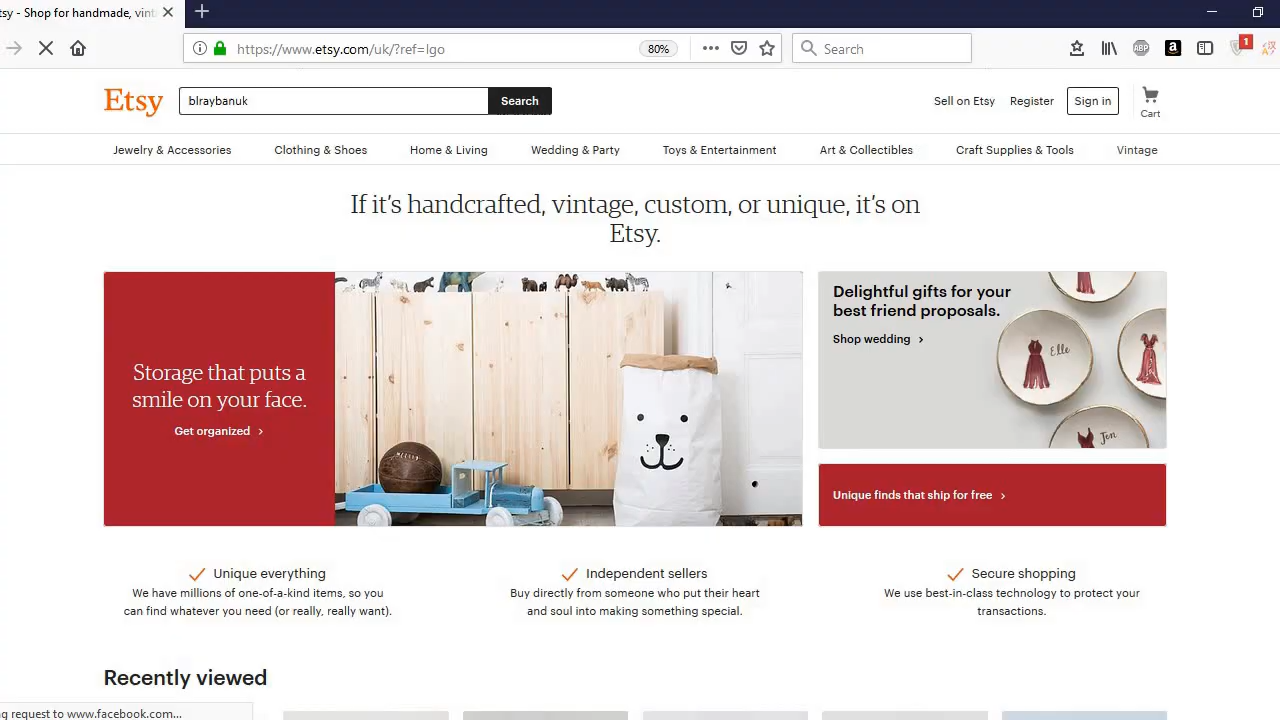 tsy - Shop for handmade, vint
https://www.etsy.com/uk/?ref=lgo
80%
Search
ABP
a
1
Etsy
blraybanuk
Search
Sell on Etsy
Register
Sign in
Cart
Jewelry & Accessories
Clothing & Shoes
Home & Living
Wedding & Party
Toys & Entertainment
Art & Collectibles
Craft Supplies & Tools
Vintage
If it's handcrafted, vintage, custom, or unique, it's on
Etsy.
Storage that puts a
smile on your face.
Get organized
Delightful gifts for your
best friend proposals.
Shop wedding
Elle
Jen
Unique finds that ship for free
Unique everything
We have millions of one-of-a-kind items, so you
can find whatever you need (or really, really want).
Independent sellers
Buy directly from someone who put their heart
and soul into making something special.
Secure shopping
We use best-in-class technology to protect your
transactions.
Recently viewed
ng request to www.facebook.com...